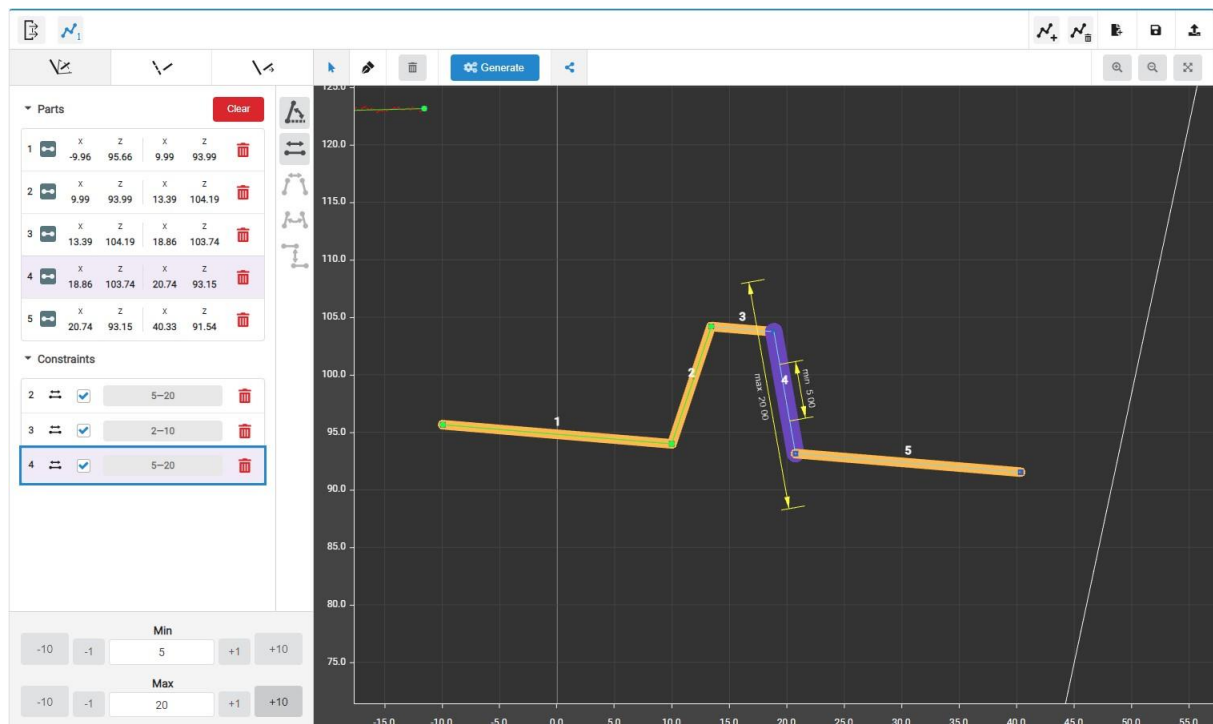 1
Generate
Parts
Clear
1 X Z X Z
-9.96 95.66 9.99 93.99
2 X Z X Z
9.99 93.99 13.39 104.19
3 X Z X Z
13.39 104.19 18.86 103.74
4 X Z X Z
18.86 103.74 20.74 93.15
5 X Z X Z
20.74 93.15 40.33 91.54
Constraints
2 5–20
3 2–10
4 5–20
Min
-10 -1 5 +1 +10
Max
-10 -1 20 +1 +10
125.0
120.0
115.0
110.0
105.0
100.0
95.0
90.0
85.0
80.0
75.0
1
2
3
4
5
max 20.00
min 5.00
-15.0 -10.0 -5.0 0.0 5.0 10.0 15.0 20.0 25.0 30.0 35.0 40.0 45.0 50.0 55.0